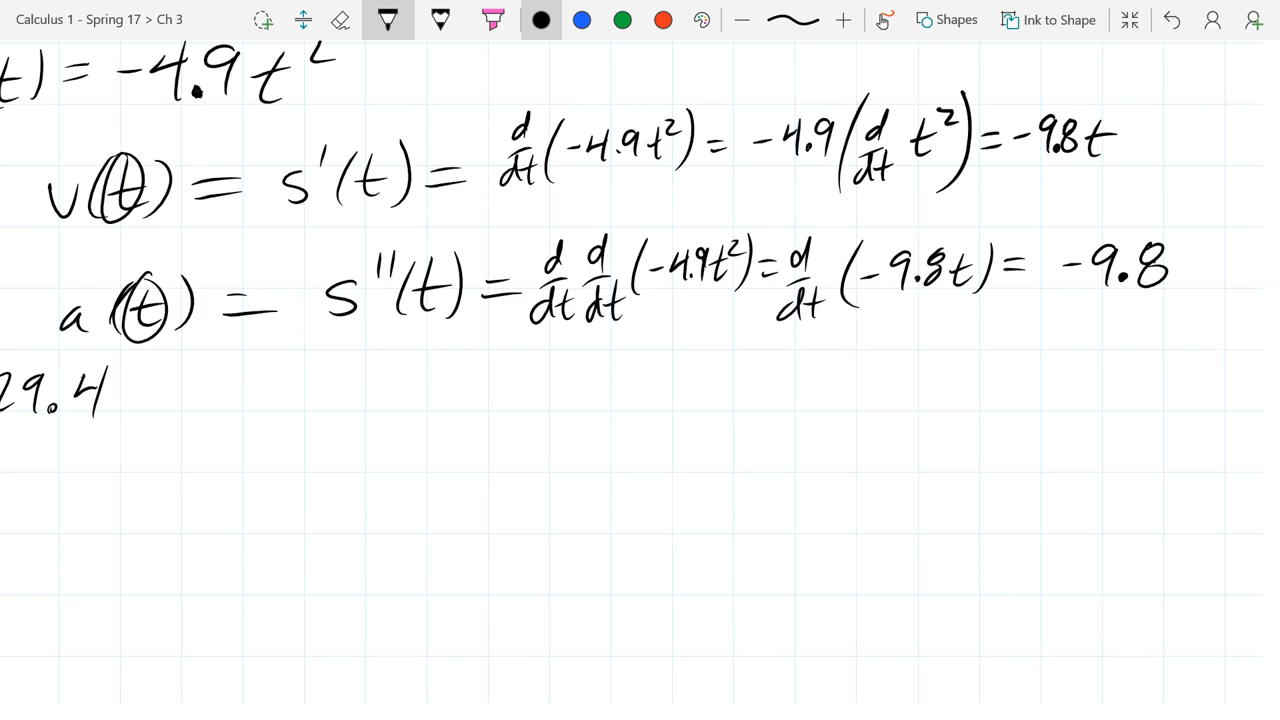 Calculus 1 - Spring 17 > Ch 3 Shapes Ink to Shape
t) = -4.9t²
v(t) = s'(t) = d/dt(-4.9t²) = -4.9(d/dt t²) = -9.8t
a(t) = s''(t) = d/dt d/dt(-4.9t²) = d/dt(-9.8t) = -9.8
29.4